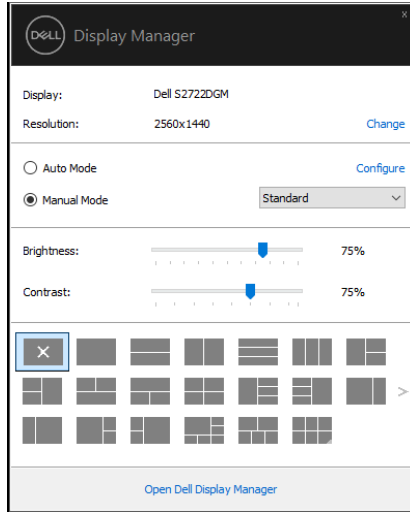 x
DELL Display Manager
Display: Dell S2722DGM
Resolution: 2560x1440 Change
Auto Mode Configure
Manual Mode Standard
Brightness: 75%
Contrast: 75%
Open Dell Display Manager